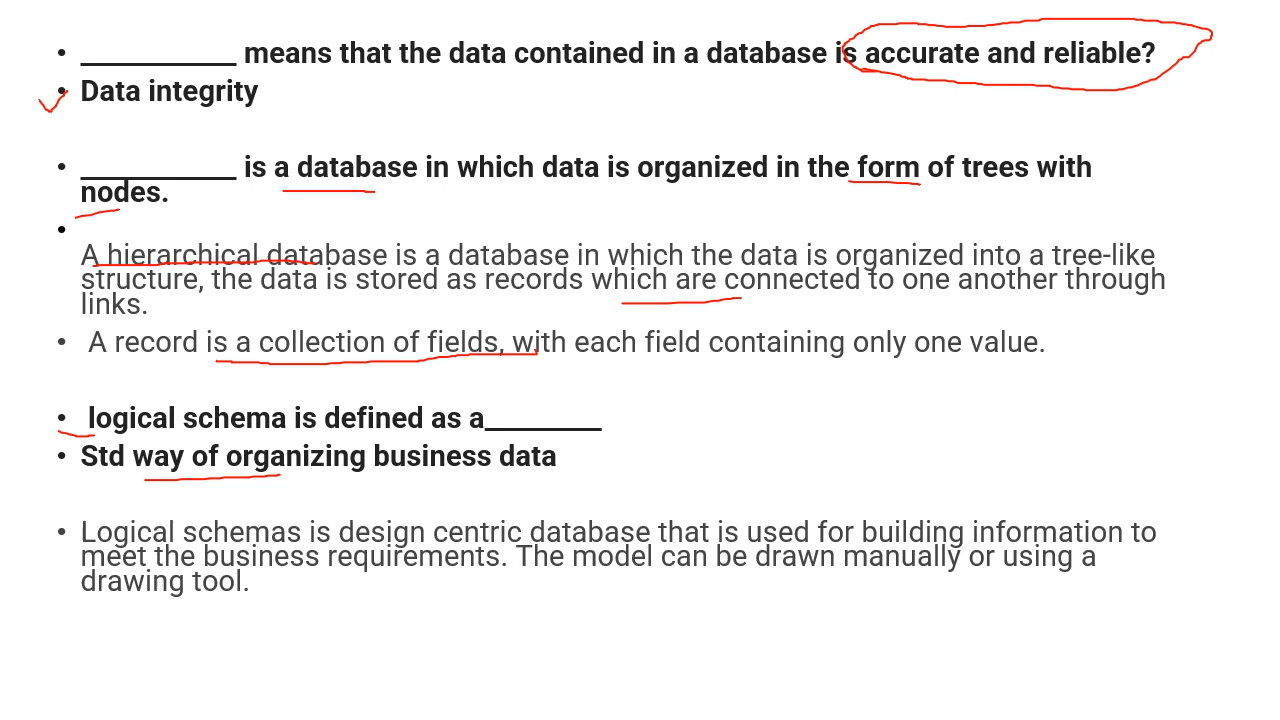 • __________ means that the data contained in a database is accurate and reliable?
• Data integrity
• __________ is a database in which data is organized in the form of trees with
nodes.
•
A hierarchical database is a database in which the data is organized into a tree-like
structure, the data is stored as records which are connected to one another through
links.
• A record is a collection of fields, with each field containing only one value.
• logical schema is defined as a________
• Std way of organizing business data
• Logical schemas is design centric database that is used for building information to
meet the business requirements. The model can be drawn manually or using a
drawing tool.